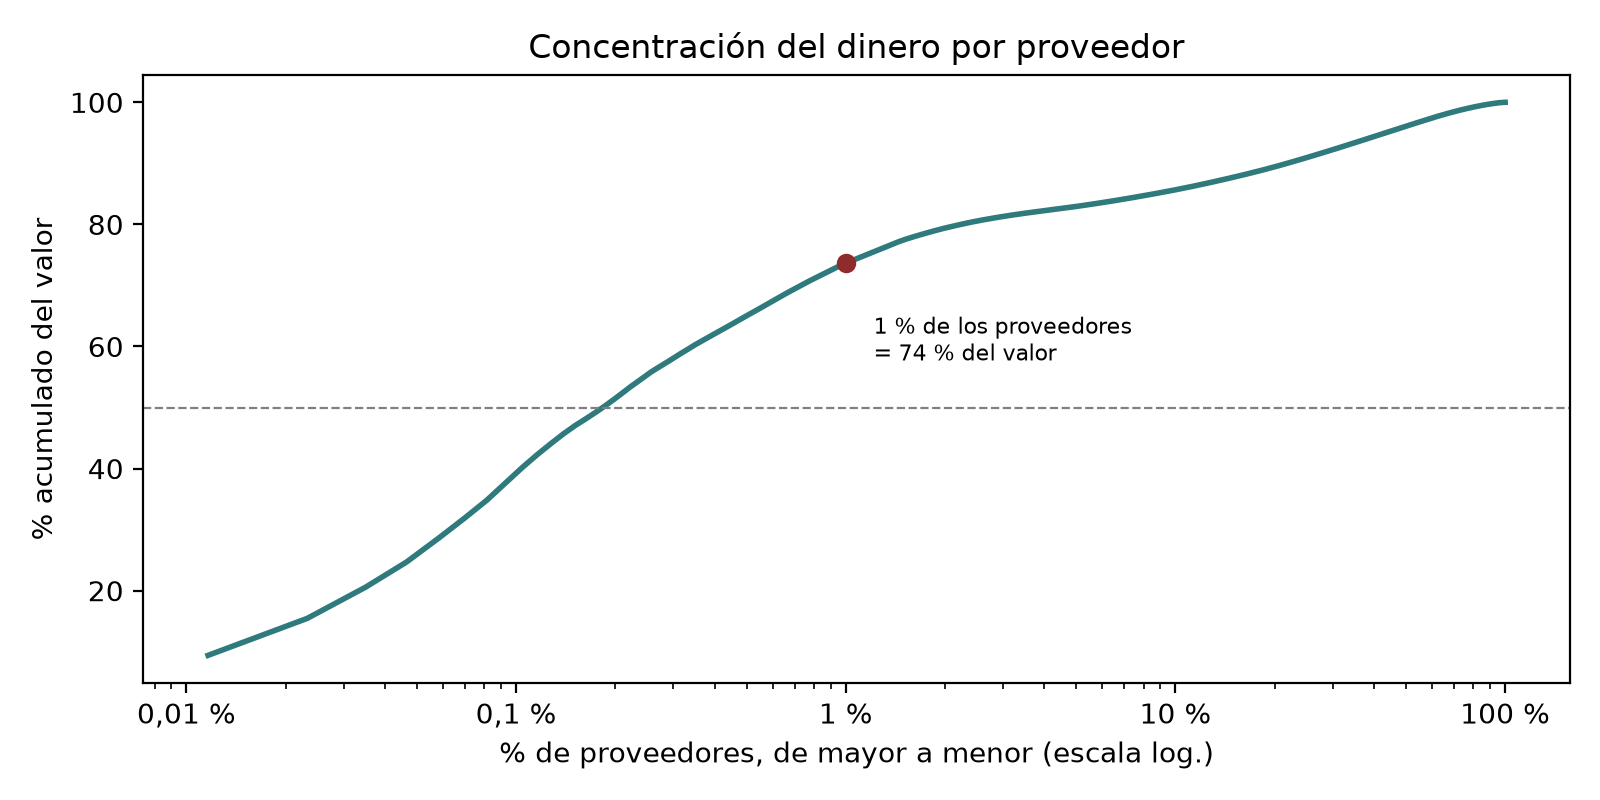 Concentración del dinero por proveedor
% acumulado del valor
100
80
60
40
20
1 % de los proveedores
= 74 % del valor
0,01 %
0,1 %
1 %
10 %
100 %
% de proveedores, de mayor a menor (escala log.)